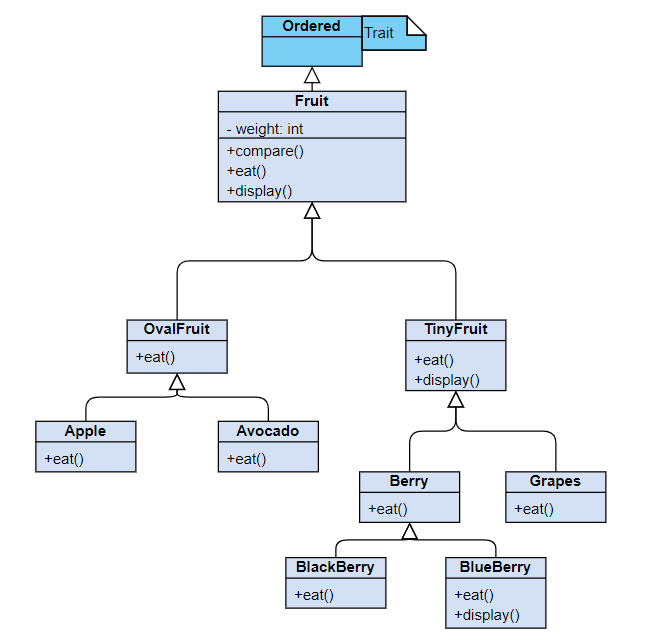 Ordered
Trait
Fruit
- weight: int
+compare()
+eat()
+display()
OvalFruit
+eat()
TinyFruit
+eat()
+display()
Apple
+eat()
Avocado
+eat()
Berry
+eat()
Grapes
+eat()
BlackBerry
+eat()
BlueBerry
+eat()
+display()